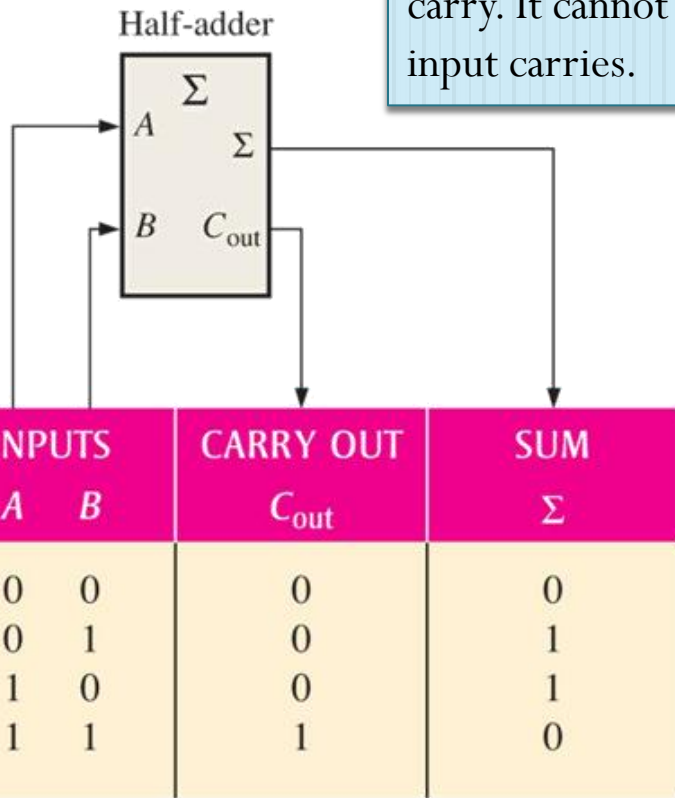 carry. It cannot
input carries.
Half-adder
Σ
A
Σ
B Cout
NPUTS CARRY OUT SUM
A B Cout Σ
0 0 0 0
0 1 0 1
1 0 0 1
1 1 1 0